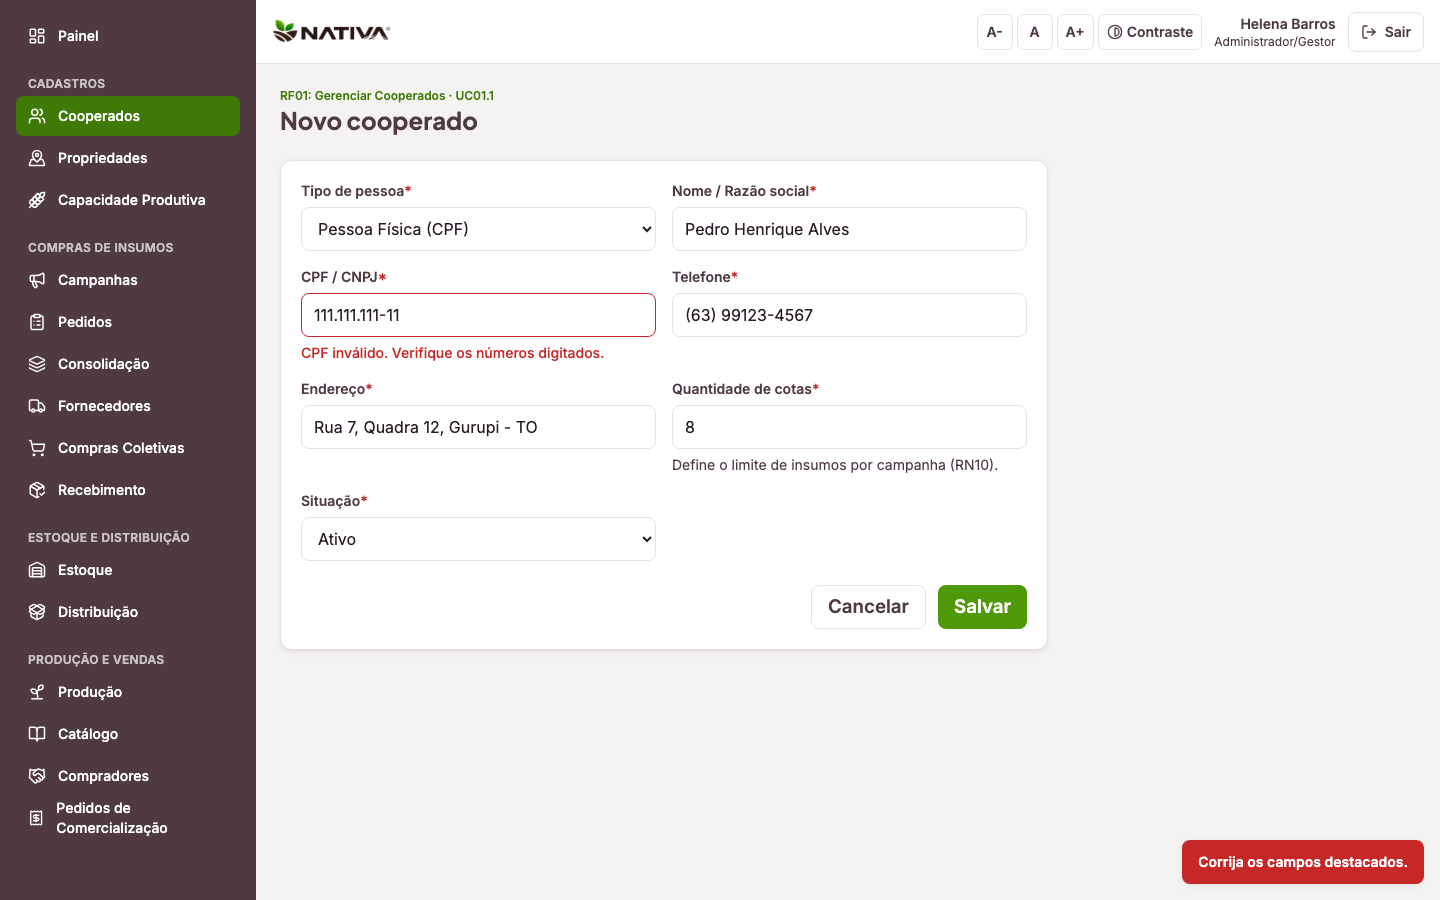 Painel
CADASTROS
Cooperados
Propriedades
Capacidade Produtiva
COMPRAS DE INSUMOS
Campanhas
Pedidos
Consolidação
Fornecedores
Compras Coletivas
Recebimento
ESTOQUE E DISTRIBUIÇÃO
Estoque
Distribuição
PRODUÇÃO E VENDAS
Produção
Catálogo
Compradores
Pedidos de
Comercialização
NATIVA
A-
A
A+
Contraste
Helena Barros
Administrador/Gestor
Sair
RF01: Gerenciar Cooperados · UC01.1
Novo cooperado
Tipo de pessoa*
Pessoa Física (CPF)
Nome / Razão social*
Pedro Henrique Alves
CPF / CNPJ*
111.111.111-11
CPF inválido. Verifique os números digitados.
Telefone*
(63) 99123-4567
Endereço*
Rua 7, Quadra 12, Gurupi - TO
Quantidade de cotas*
8
Define o limite de insumos por campanha (RN10).
Situação*
Ativo
Cancelar
Salvar
Corrija os campos destacados.